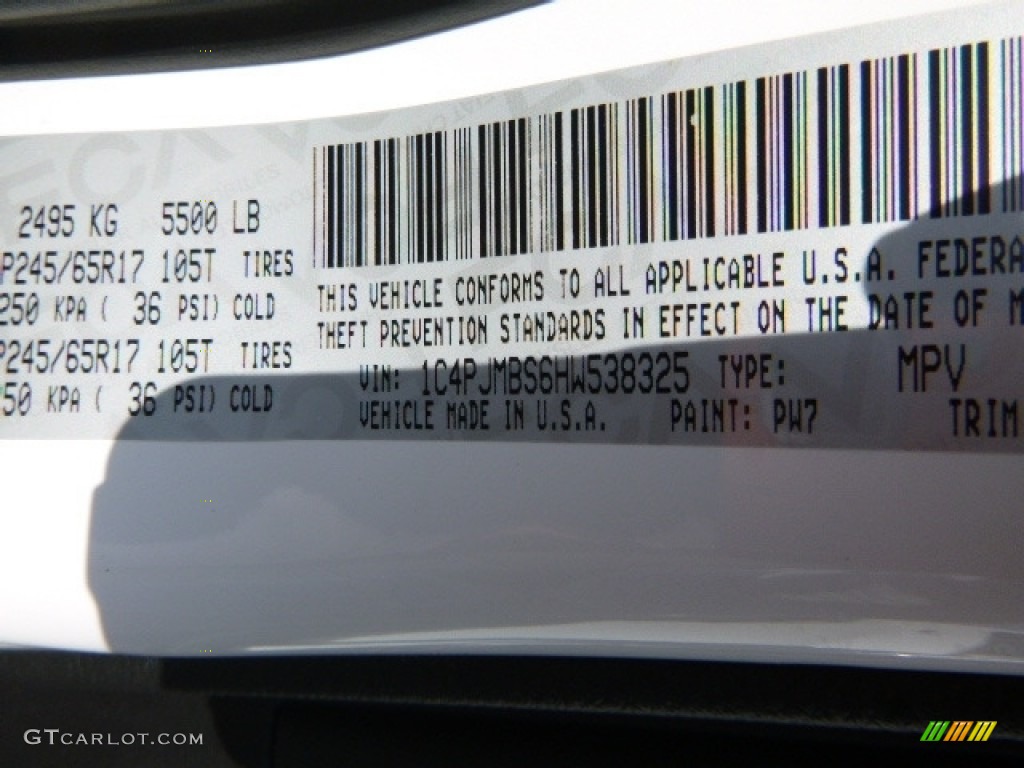 2495 KG 5500 LB
P245/65R17 105T TIRES
250 KPA ( 36 PSI) COLD
P245/65R17 105T TIRES
250 KPA ( 36 PSI) COLD
THIS VEHICLE CONFORMS TO ALL APPLICABLE U.S.A. FEDERA
THEFT PREVENTION STANDARDS IN EFFECT ON THE DATE OF M
VIN: 1C4PJMBS6HW538325 TYPE: MPV
VEHICLE MADE IN U.S.A. PAINT: PW7 TRIM
GTCARLOT.COM